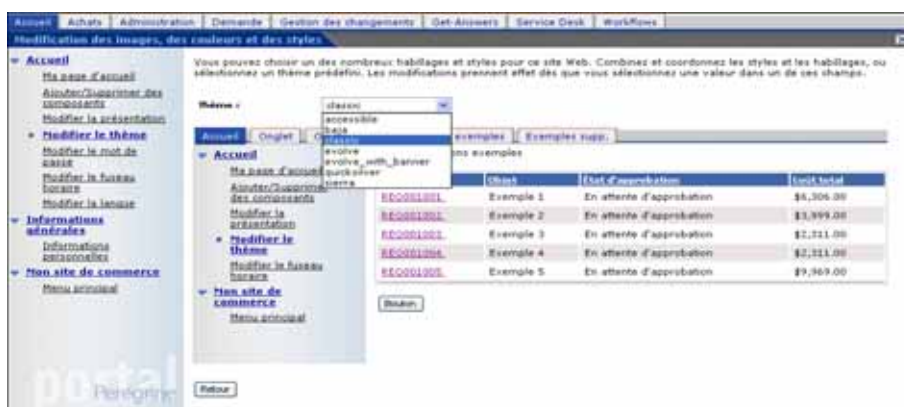 Accueil Achats Administration Demande Gestion des changements Get-Answers Service Desk Workflows
Modification des images, des couleurs et des styles
Accueil
Ma page d'accueil
Ajouter/Supprimer des
composants
Modifier la présentation
Modifier le thème
Modifier le mot de
passe
Modifier le fuseau
horaire
Modifier la langue
Informations
générales
Informations
personnelles
Mon site de commerce
Menu principal
Vous pouvez choisir un des nombreux habillages et styles pour ce site Web. Combinez et coordonnez les styles et les habillages, ou
sélectionnez un thème prédéfini. Les modifications prennent effet dès que vous sélectionnez une valeur dans un de ces champs.
Thème : classic
accessible
baja
classic
evolve
evolve_with_banner
quicksilver
sierra
Accueil Onglet exemples Exemples supp.
exemples
Accueil
Ma page d'accueil
Ajouter/Supprimer
des composants
Modifier la
présentation
Modifier le
thème
Modifier le fuseau
horaire
Mon site de
commerce
Menu principal
Objet État d'approbation Coût total
REQ001001 Exemple 1 En attente d'approbation $6,306.00
REQ001002 Exemple 2 En attente d'approbation $3,999.00
REQ001003 Exemple 3 En attente d'approbation $2,311.00
REQ001004 Exemple 4 En attente d'approbation $2,311.00
REQ001005 Exemple 5 En attente d'approbation $9,969.00
Bouton
Retour
portal
Peregrine